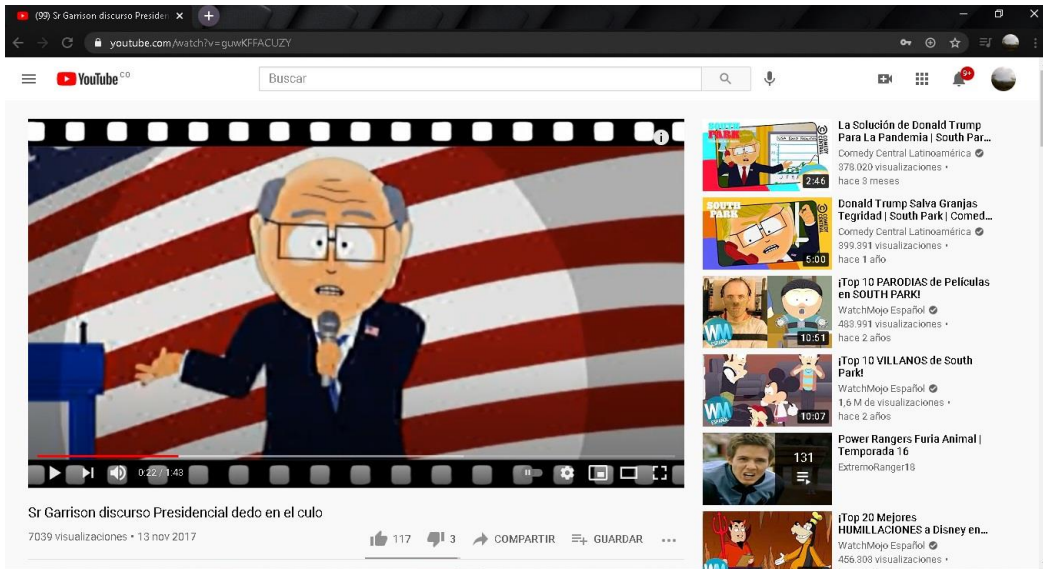 (99) Sr Garrison discurso Presiden
youtube.com/watch?v=guwKFFACUZY
YouTube CO
Buscar
9+
0:22 / 1:43
Sr Garrison discurso Presidencial dedo en el culo
7039 visualizaciones • 13 nov 2017
117
3
COMPARTIR
GUARDAR
SOUTH PARK
2:46
La Solución de Donald Trump
Para La Pandemia | South Par...
Comedy Central Latinoamérica
378.020 visualizaciones •
hace 3 meses
SOUTH PARK
5:00
Donald Trump Salva Granjas
Tegridad | South Park | Comed...
Comedy Central Latinoamérica
399.391 visualizaciones •
hace 1 año
WM
ESPAÑOL
10:51
¡Top 10 PARODIAS de Películas
en SOUTH PARK!
WatchMojo Español
483.991 visualizaciones •
hace 2 años
WM
ESPAÑOL
10:07
¡Top 10 VILLANOS de South
Park!
WatchMojo Español
1,6 M de visualizaciones •
hace 2 años
131
Power Rangers Furia Animal |
Temporada 16
ExtremoRanger18
WM
¡Top 20 Mejores
HUMILLACIONES a Disney en...
WatchMojo Español
456.303 visualizaciones •